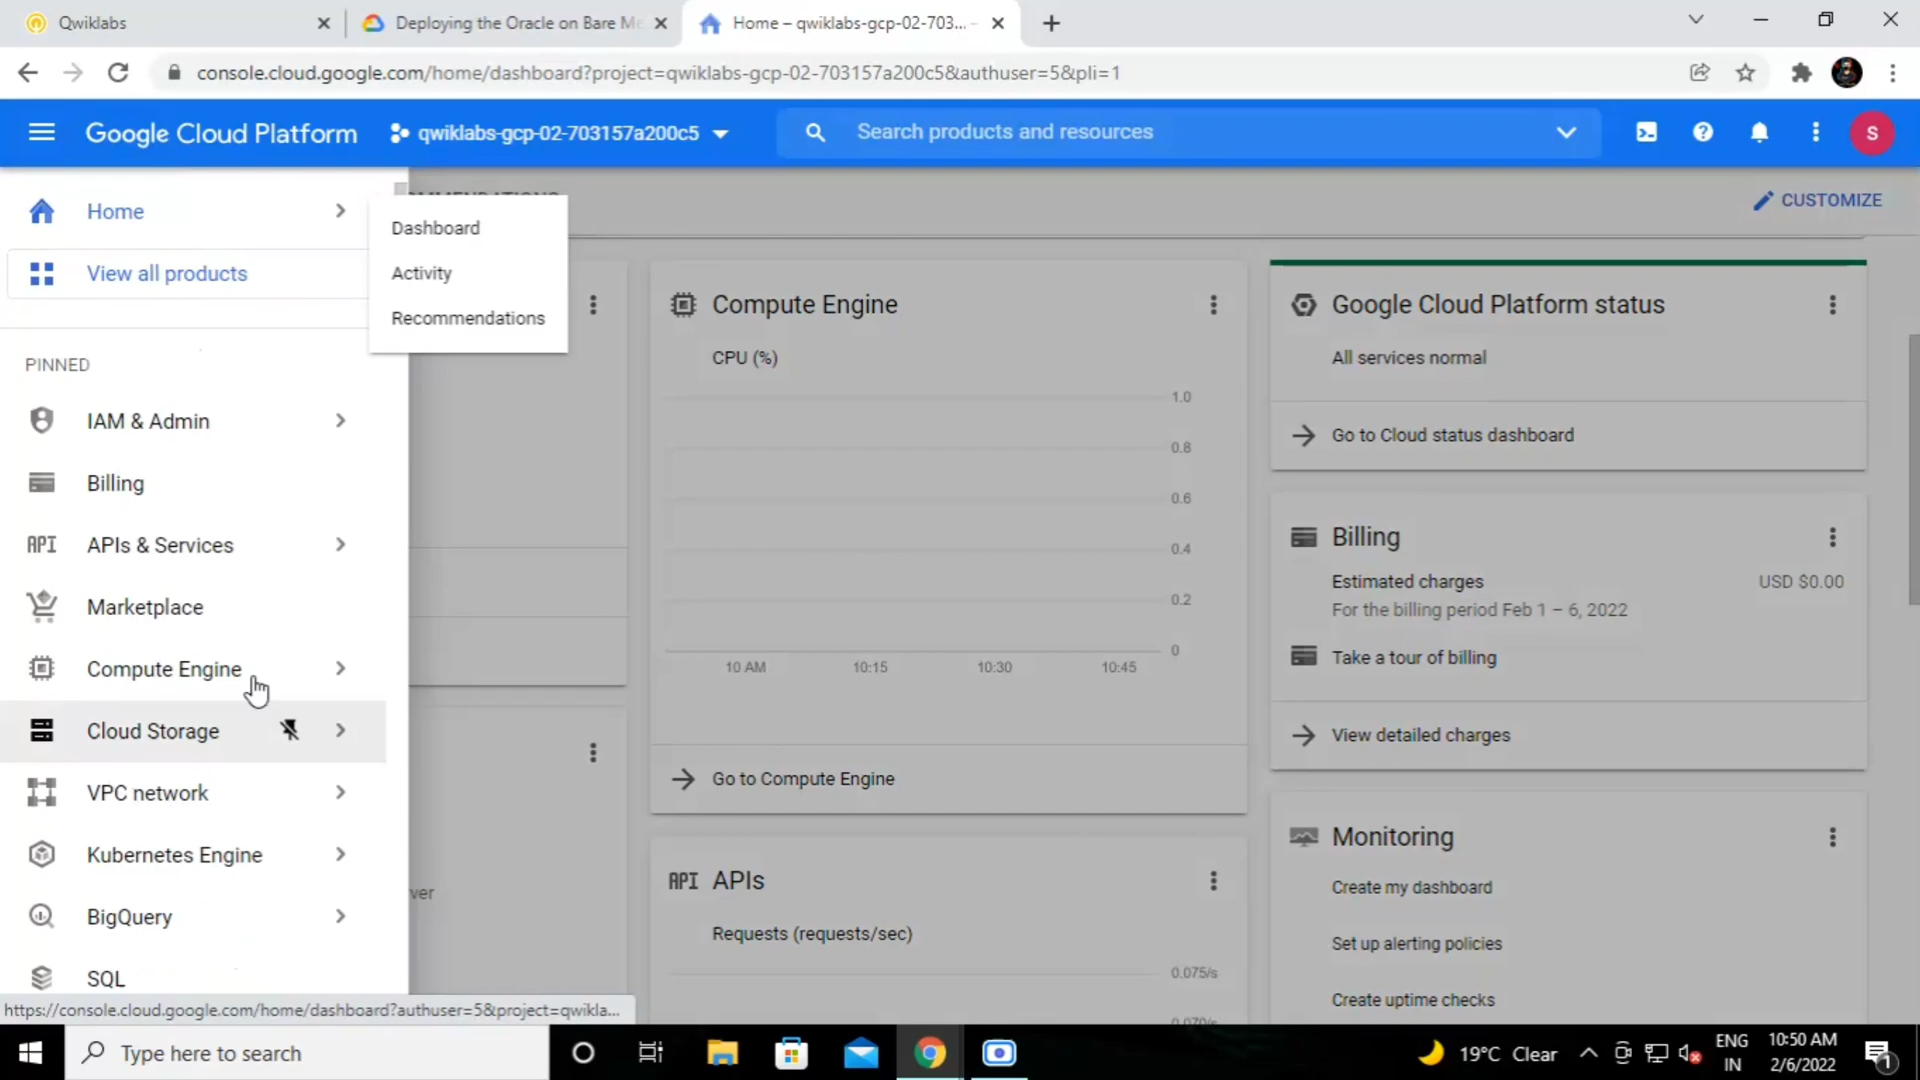 Qwiklabs
Deploying the Oracle on Bare Me
Home – qwiklabs-gcp-02-703...
console.cloud.google.com/home/dashboard?project=qwiklabs-gcp-02-703157a200c5&authuser=5&pli=1
Google Cloud Platform
qwiklabs-gcp-02-703157a200c5
Search products and resources
S
CUSTOMIZE
Home
Dashboard
View all products
Activity
Recommendations
PINNED
IAM & Admin
Billing
API APIs & Services
Marketplace
Compute Engine
Cloud Storage
VPC network
Kubernetes Engine
BigQuery
SQL
Compute Engine
CPU (%)
1.0
0.8
0.6
0.4
0.2
0
10 AM 10:15 10:30 10:45
Go to Compute Engine
API APIs
Requests (requests/sec)
0.075/s
Google Cloud Platform status
All services normal
Go to Cloud status dashboard
Billing
Estimated charges USD $0.00
For the billing period Feb 1 – 6, 2022
Take a tour of billing
View detailed charges
Monitoring
Create my dashboard
Set up alerting policies
Create uptime checks
https://console.cloud.google.com/home/dashboard?authuser=5&project=qwikla...
Type here to search
19°C Clear
ENG
IN
10:50 AM
2/6/2022
1